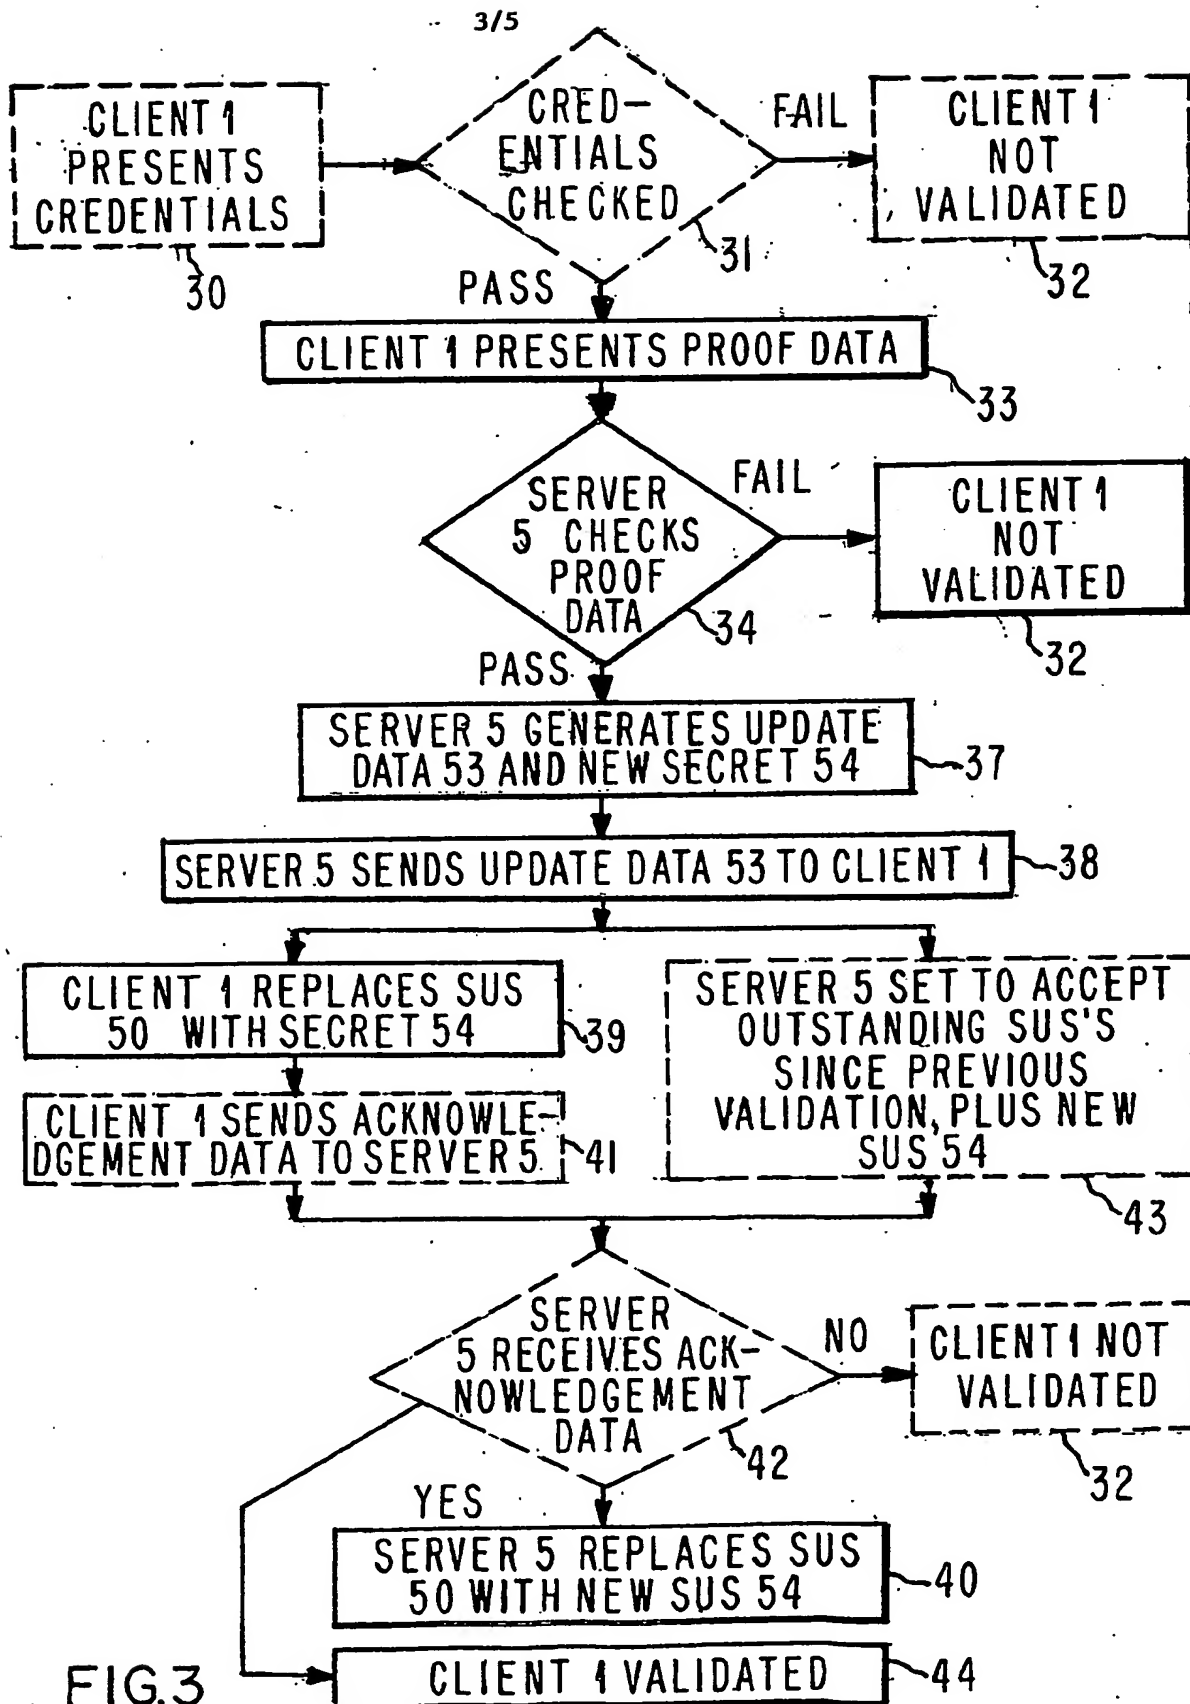 3/5
CLIENT 1
PRESENTS
CREDENTIALS
30
CRED-
ENTIALS
CHECKED
31
FAIL
CLIENT 1
NOT
VALIDATED
32
PASS
CLIENT 1 PRESENTS PROOF DATA
33
SERVER
5 CHECKS
PROOF
DATA
34
FAIL
CLIENT 1
NOT
VALIDATED
32
PASS
SERVER 5 GENERATES UPDATE
DATA 53 AND NEW SECRET 54
37
SERVER 5 SENDS UPDATE DATA 53 TO CLIENT 1
38
CLIENT 1 REPLACES SUS
50 WITH SECRET 54
39
CLIENT 1 SENDS ACKNOWLE-
DGEMENT DATA TO SERVER 5
41
SERVER 5 SET TO ACCEPT
OUTSTANDING SUS'S
SINCE PREVIOUS
VALIDATION, PLUS NEW
SUS 54
43
SERVER
5 RECEIVES ACK-
NOWLEDGEMENT
DATA
42
NO
CLIENT 1 NOT
VALIDATED
32
YES
SERVER 5 REPLACES SUS
50 WITH NEW SUS 54
40
CLIENT 1 VALIDATED
44
FIG.3